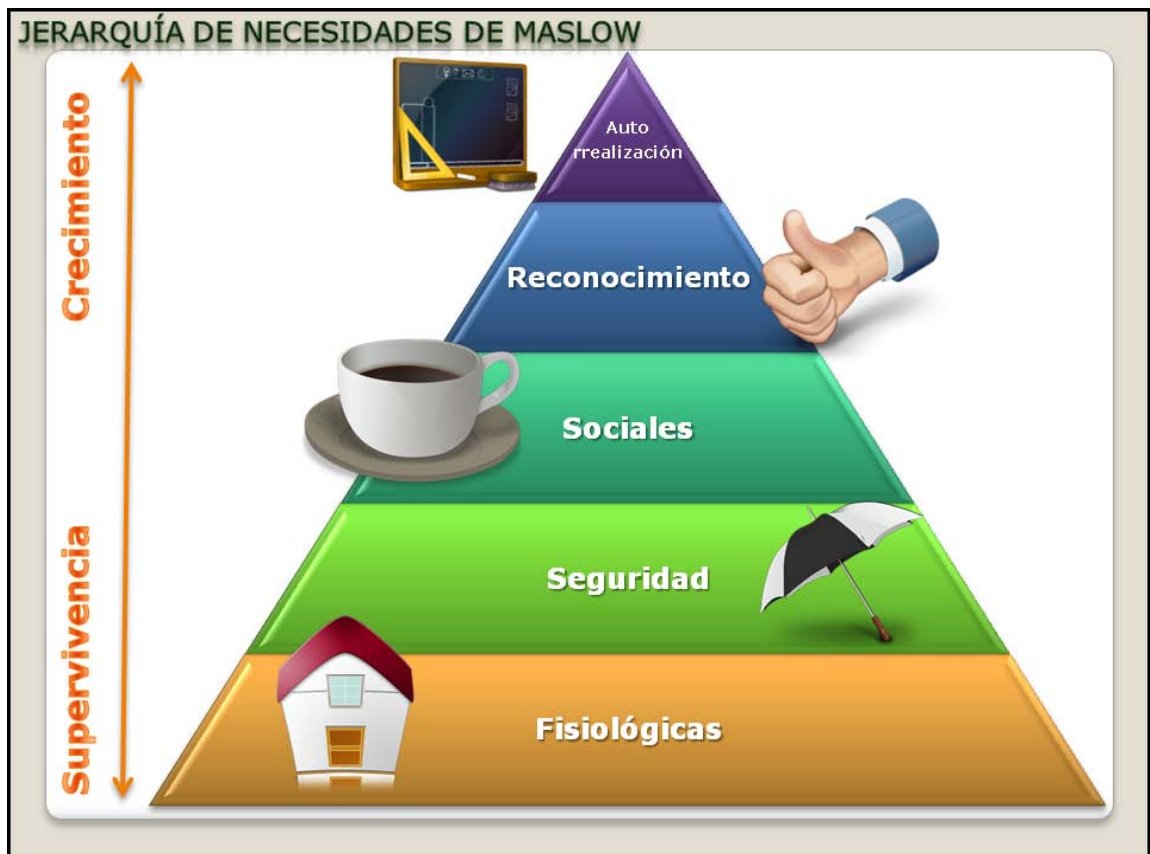 JERARQUÍA DE NECESIDADES DE MASLOW
Crecimiento
Supervivencia
Auto
rrealización
Reconocimiento
Sociales
Seguridad
Fisiológicas